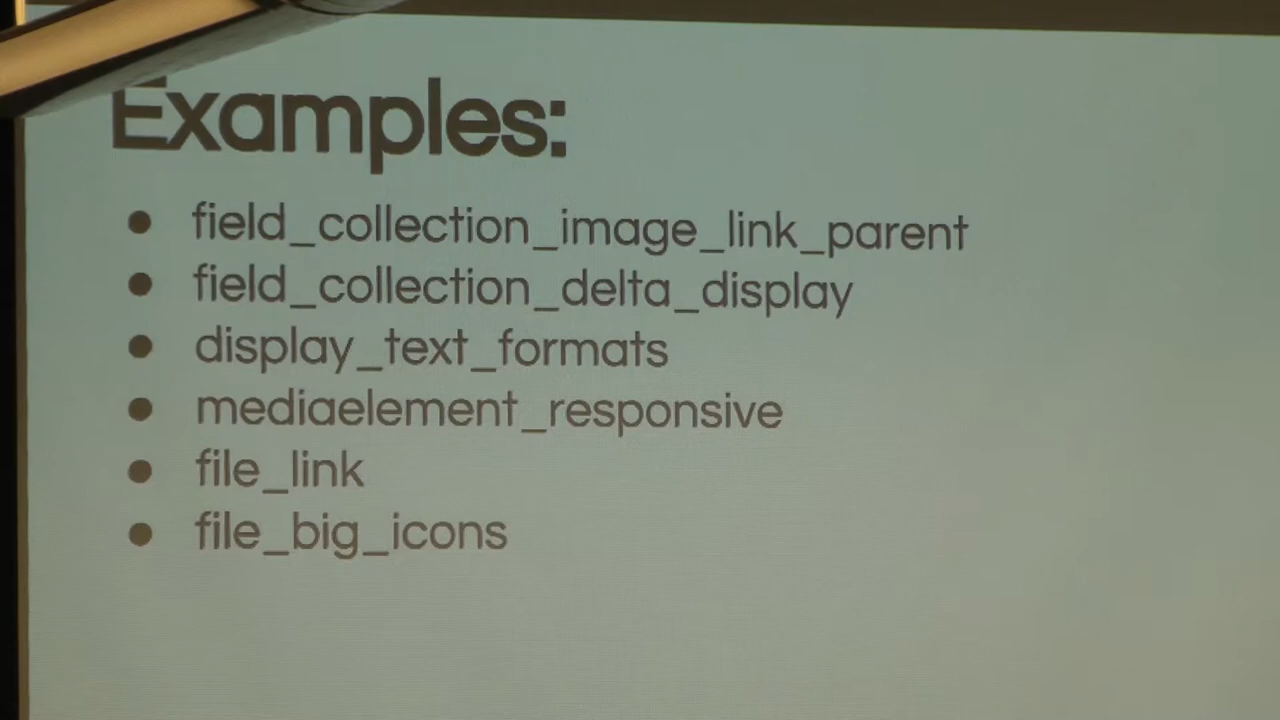 Examples:
• field_collection_image_link_parent
• field_collection_delta_display
• display_text_formats
• mediaelement_responsive
• file_link
• file_big_icons